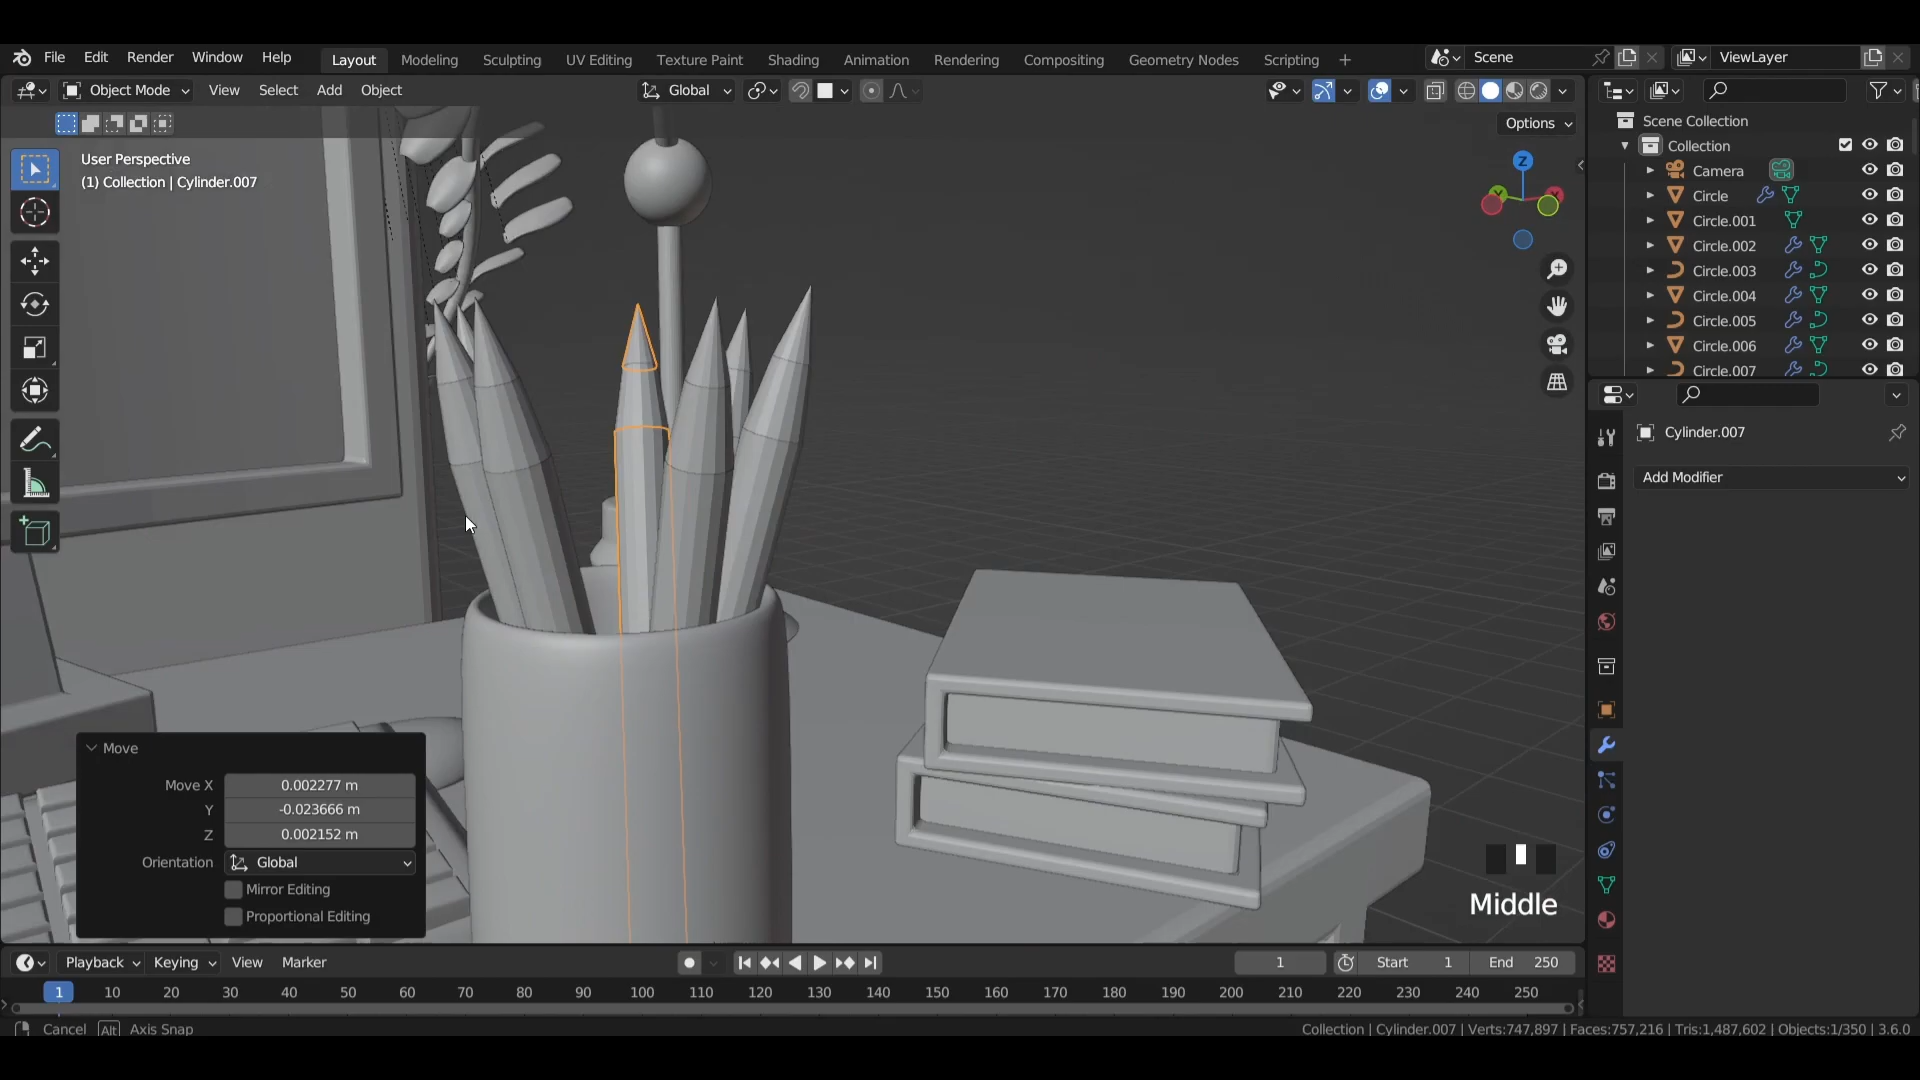 File Edit Render Window Help Layout Modeling Sculpting UV Editing Texture Paint Shading Animation Rendering Compositing Geometry Nodes Scripting + Scene ViewLayer
Object Mode View Select Add Object Global
Options
User Perspective
(1) Collection | Cylinder.007
Z
Y
X
Scene Collection
Collection
Camera
Circle
Circle.001
Circle.002
Circle.003
Circle.004
Circle.005
Circle.006
Circle.007
Cylinder.007
Add Modifier
Move
Move X 0.002277 m
Y -0.023666 m
Z 0.002152 m
Orientation Global
Mirror Editing
Proportional Editing
Middle
Playback Keying View Marker 1 Start 1 End 250
1 10 20 30 40 50 60 70 80 90 100 110 120 130 140 150 160 170 180 190 200 210 220 230 240 250
Cancel Alt Axis Snap Collection | Cylinder.007 | Verts:747,897 | Faces:757,216 | Tris:1,487,602 | Objects:1/350 | 3.6.0